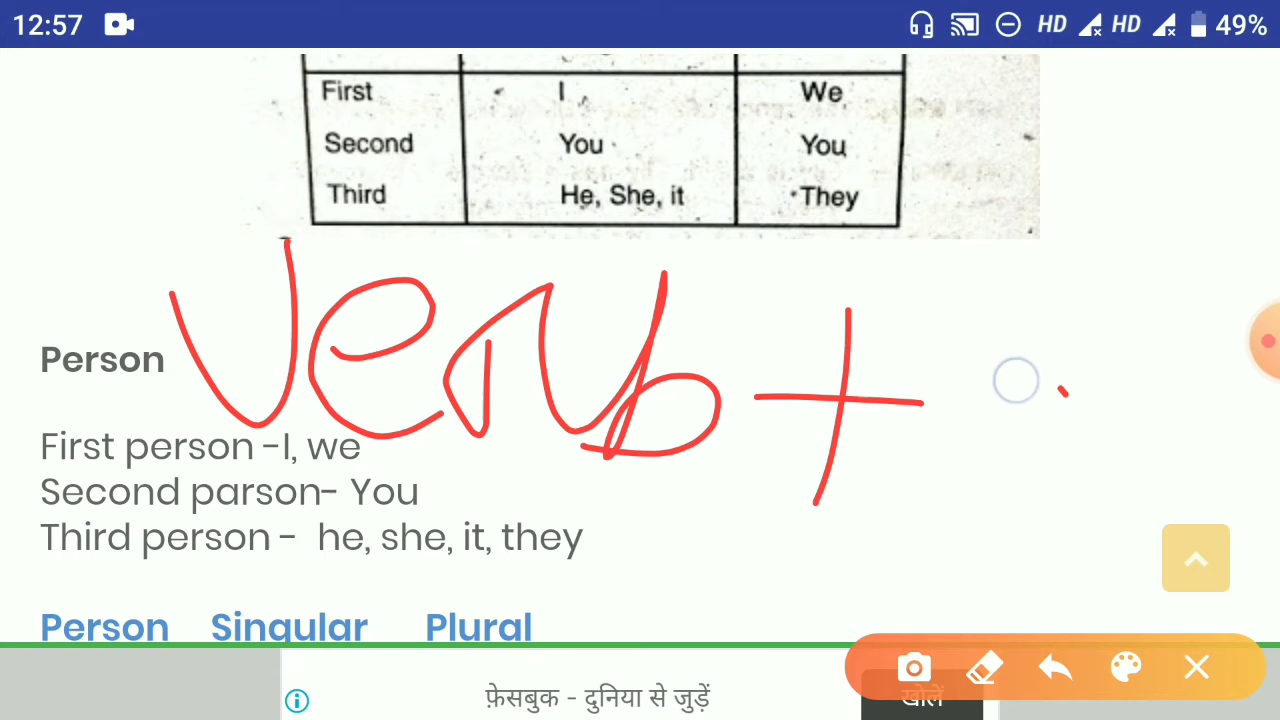 12:57 HD HD 49%
First I We
Second You You
Third He, She, it They
Verb +
Person
First person -I, we
Second parson- You
Third person - he, she, it, they
Person Singular Plural
फ़ेसबुक - दुनिया से जुड़ें
खोलें